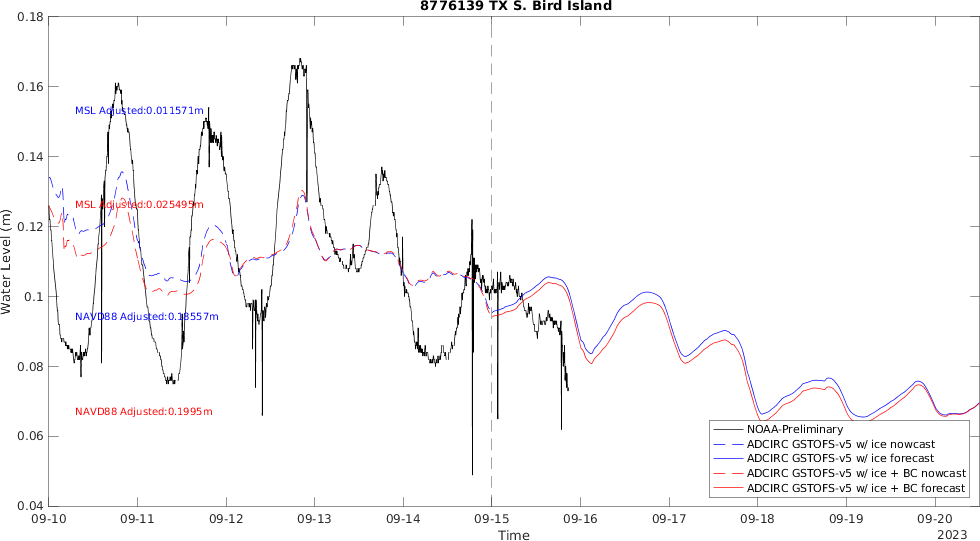 8776139 TX S. Bird Island
Water Level (m)
0.18
0.16
0.14
0.12
0.1
0.08
0.06
0.04
MSL Adjusted:0.011571m
MSL Adjusted:0.025495m
NAVD88 Adjusted:0.18557m
NAVD88 Adjusted:0.1995m
NOAA-Preliminary
ADCIRC GSTOFS-v5 w/ ice nowcast
ADCIRC GSTOFS-v5 w/ ice forecast
ADCIRC GSTOFS-v5 w/ ice + BC nowcast
ADCIRC GSTOFS-v5 w/ ice + BC forecast
09-10 09-11 09-12 09-13 09-14 09-15 09-16 09-17 09-18 09-19 09-20
Time
2023